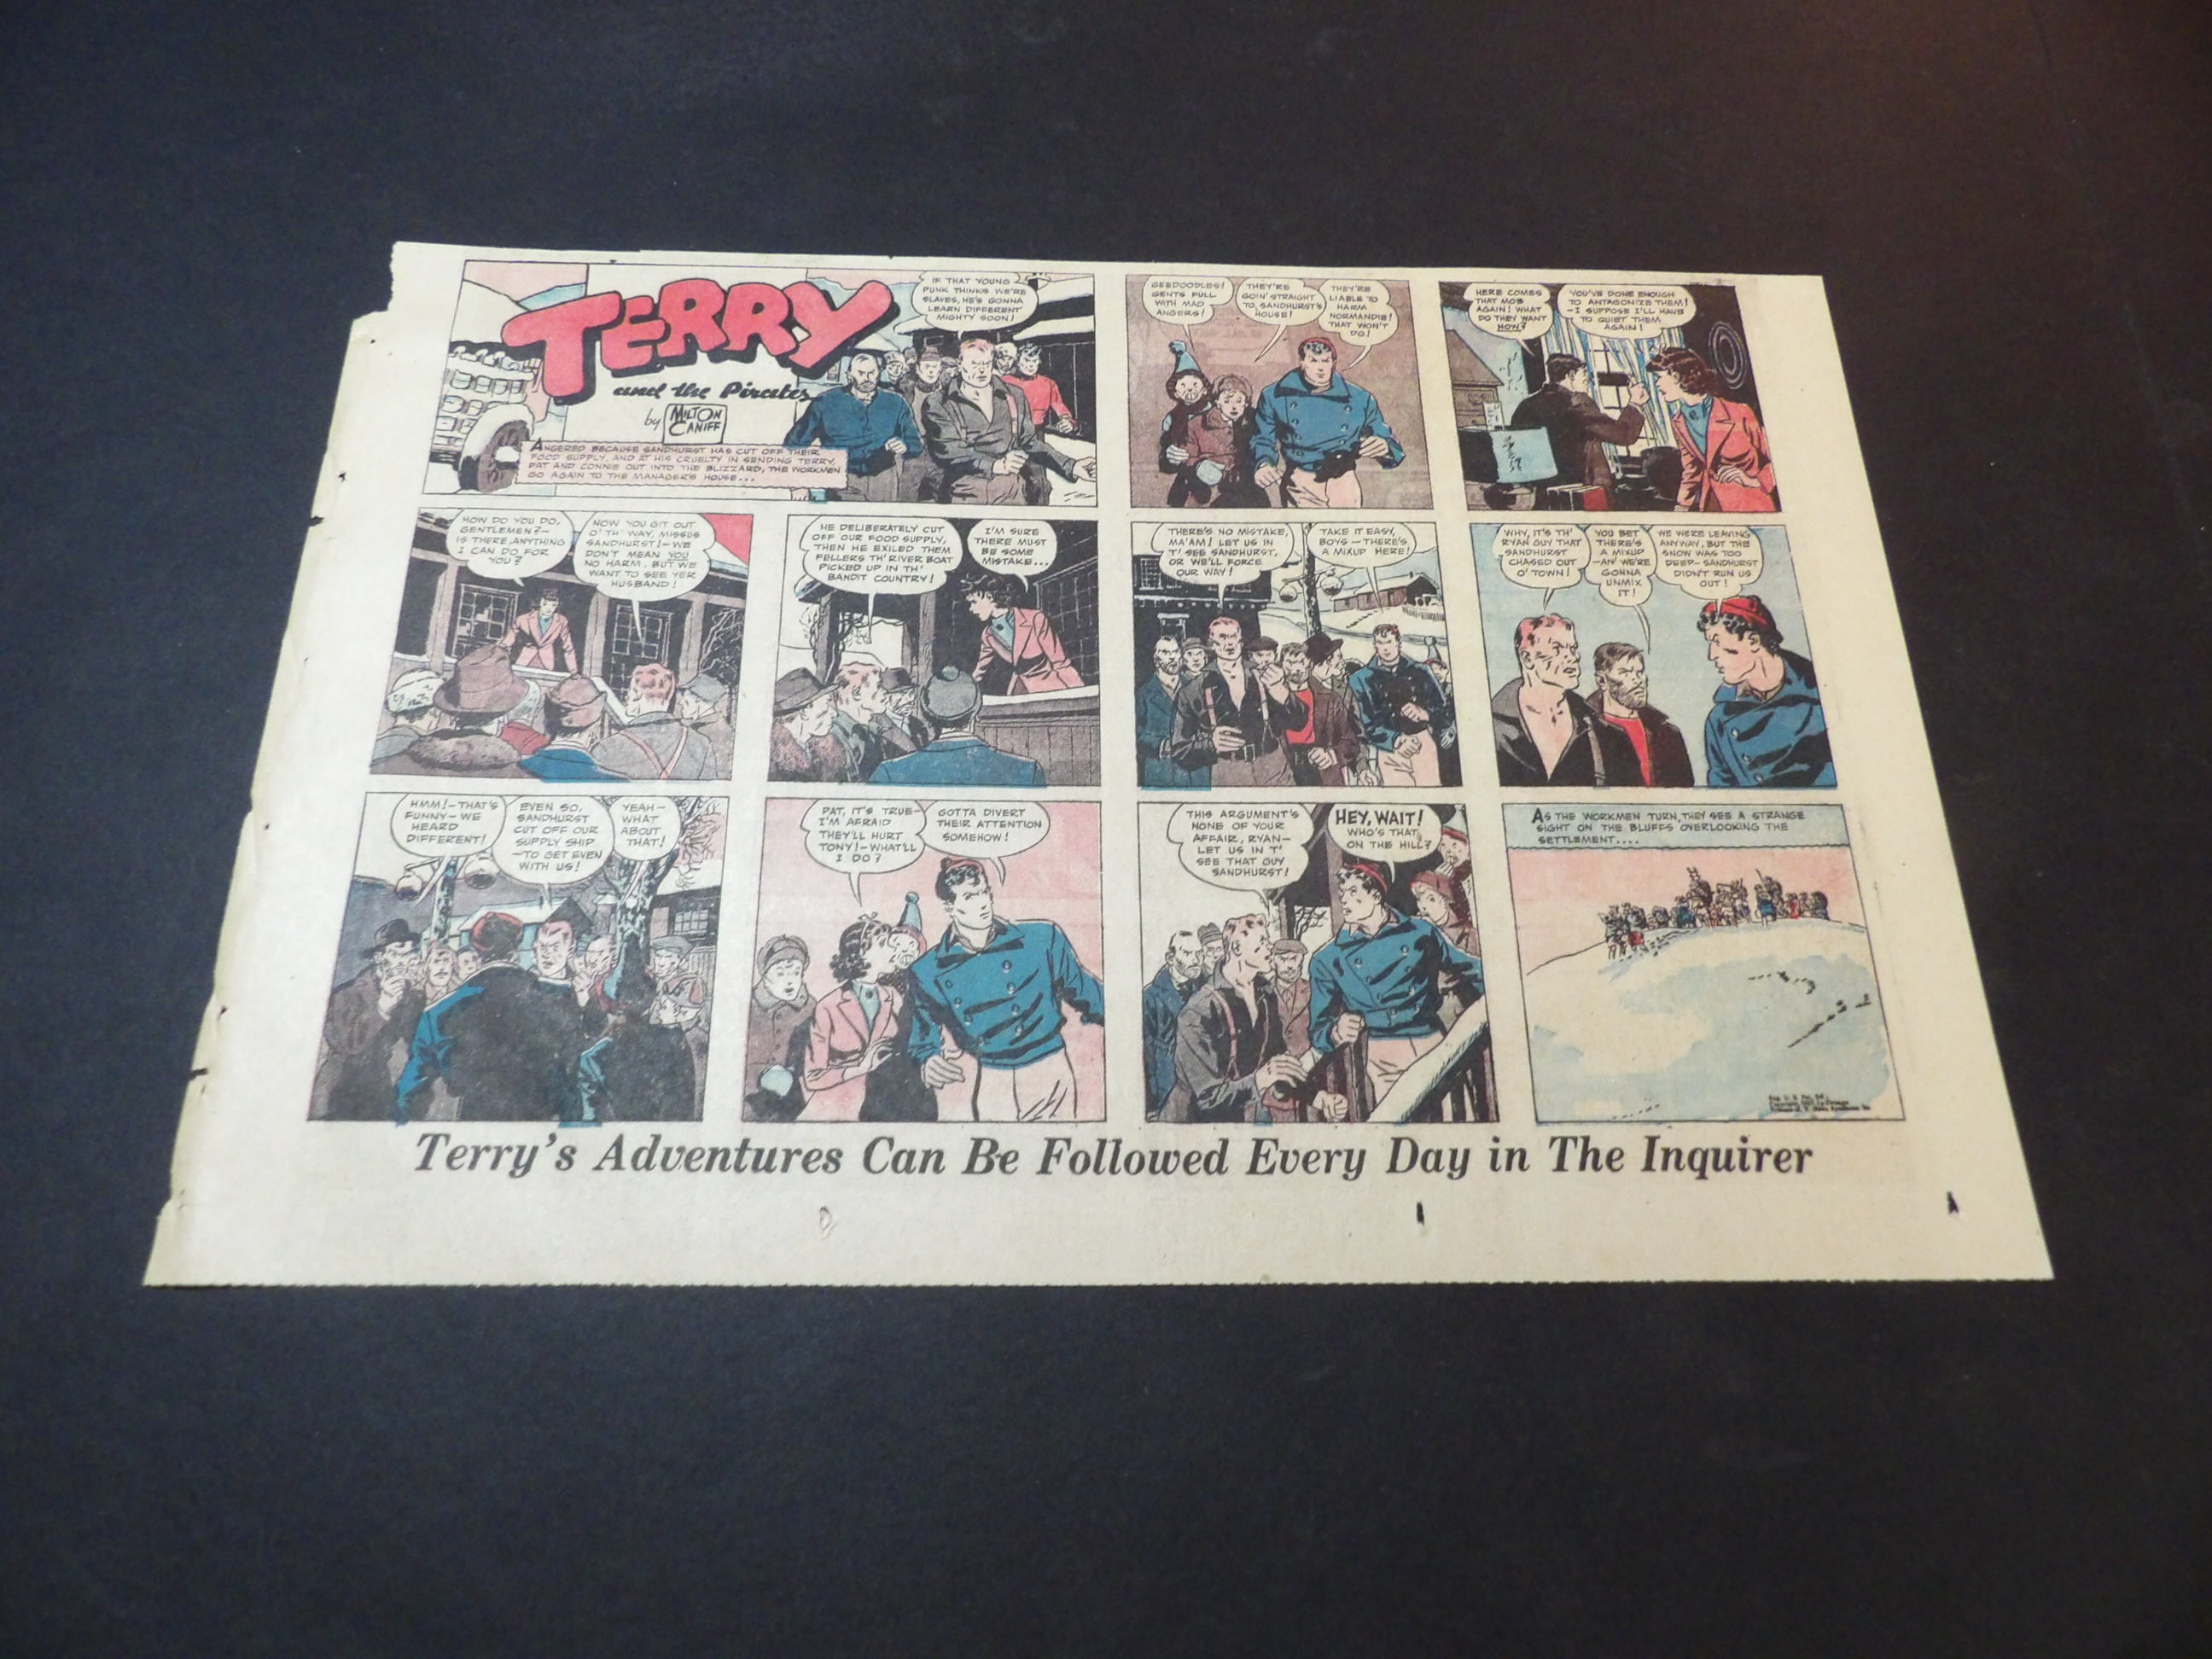 TERRY
and the Pirates
by MILTON
CANIFF
IF THAT YOUNG
PUNK THINKS WE'RE
SLAVES, HE'S GONNA
LEARN DIFFERENT
MIGHTY SOON!
ANGERED BECAUSE SANDHURST HAS CUT OFF THEIR
FOOD SUPPLY, AND AT HIS CRUELTY IN SENDING TERRY,
PAT AND CONNIE OUT INTO THE BLIZZARD, THE WORKMEN
GO AGAIN TO THE MANAGER'S HOUSE...
GEEDOODLES!
GENTS FULL
WITH MAD
ANGERS!
THEY'RE
GOIN' STRAIGHT
TO SANDHURST'S
HOUSE!
THEY'RE
LIABLE TO
HARM
NORMANDIE!
THAT WON'T
DO!
HERE COMES
THAT MOB
AGAIN! WHAT
DO THEY WANT
NOW?
YOU'VE DONE ENOUGH
TO ANTAGONIZE THEM!
-I SUPPOSE I'LL HAVE
TO QUIET THEM
AGAIN!
HOW DO YOU DO,
GENTLEMEN?-
IS THERE ANYTHING
I CAN DO FOR
YOU?
NOW YOU GIT OUT
O' TH' WAY, MISSUS
SANDHURST!-WE
DON'T MEAN YOU
NO HARM, BUT WE
WANT TO SEE YER
HUSBAND!
HE DELIBERATELY CUT
OFF OUR FOOD SUPPLY,
THEN HE EXILED THEM
FELLERS TH' RIVER BOAT
PICKED UP IN TH'
BANDIT COUNTRY!
I'M SURE
THERE MUST
BE SOME
MISTAKE...
THERE'S NO MISTAKE,
MA'AM! LET US IN
T' SEE SANDHURST,
OR WE'LL FORCE
OUR WAY!
TAKE IT EASY,
BOYS-THERE'S
A MIXUP HERE!
WHY, IT'S TH'
RYAN GUY THAT
SANDHURST
CHASED OUT
O' TOWN!
YOU BET
THERE'S
A MIXUP
-AN' WE'RE
GONNA
UNMIX
IT!
WE WERE LEAVING
ANYWAY, BUT THE
SNOW WAS TOO
DEEP-SANDHURST
DIDN'T RUN US
OUT!
HMM!-THAT'S
FUNNY-WE
HEARD
DIFFERENT!
EVEN SO,
SANDHURST
CUT OFF OUR
SUPPLY SHIP
-TO GET EVEN
WITH US!
YEAH-
WHAT
ABOUT
THAT!
PAT, IT'S TRUE-
I'M AFRAID
THEY'LL HURT
TONY!-WHAT'LL
I DO?
GOTTA DIVERT
THEIR ATTENTION
SOMEHOW!
THIS ARGUMENT'S
NONE OF YOUR
AFFAIR, RYAN-
LET US IN T'
SEE THAT GUY
SANDHURST!
HEY, WAIT!
WHO'S THAT
ON THE HILL?
AS THE WORKMEN TURN, THEY SEE A STRANGE
SIGHT ON THE BLUFFS OVERLOOKING THE
SETTLEMENT....
Terry's Adventures Can Be Followed Every Day in The Inquirer